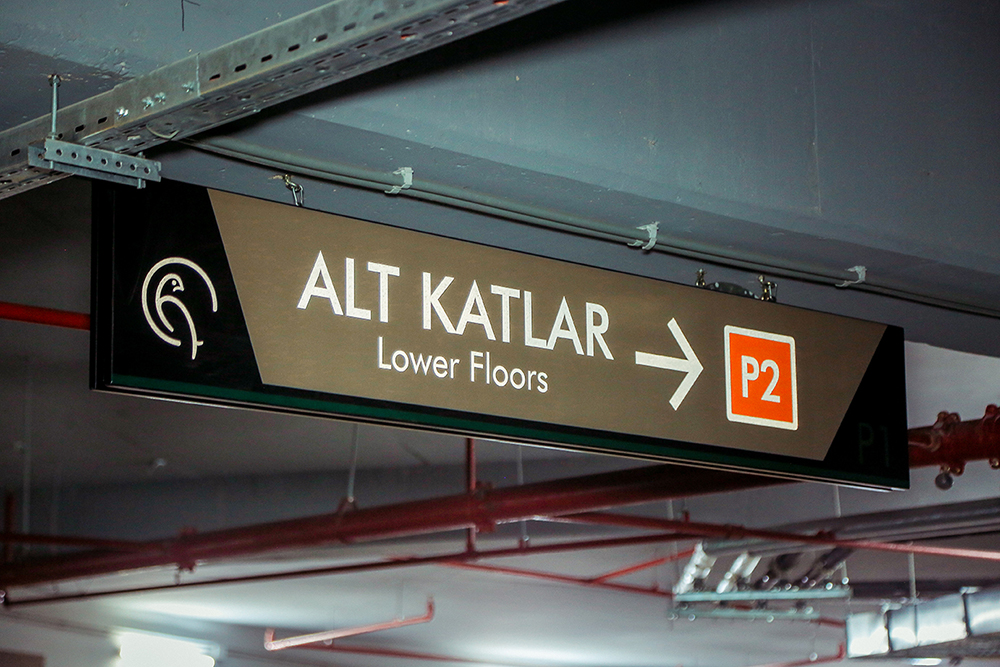 ALT KATLAR
Lower Floors
P2
P1